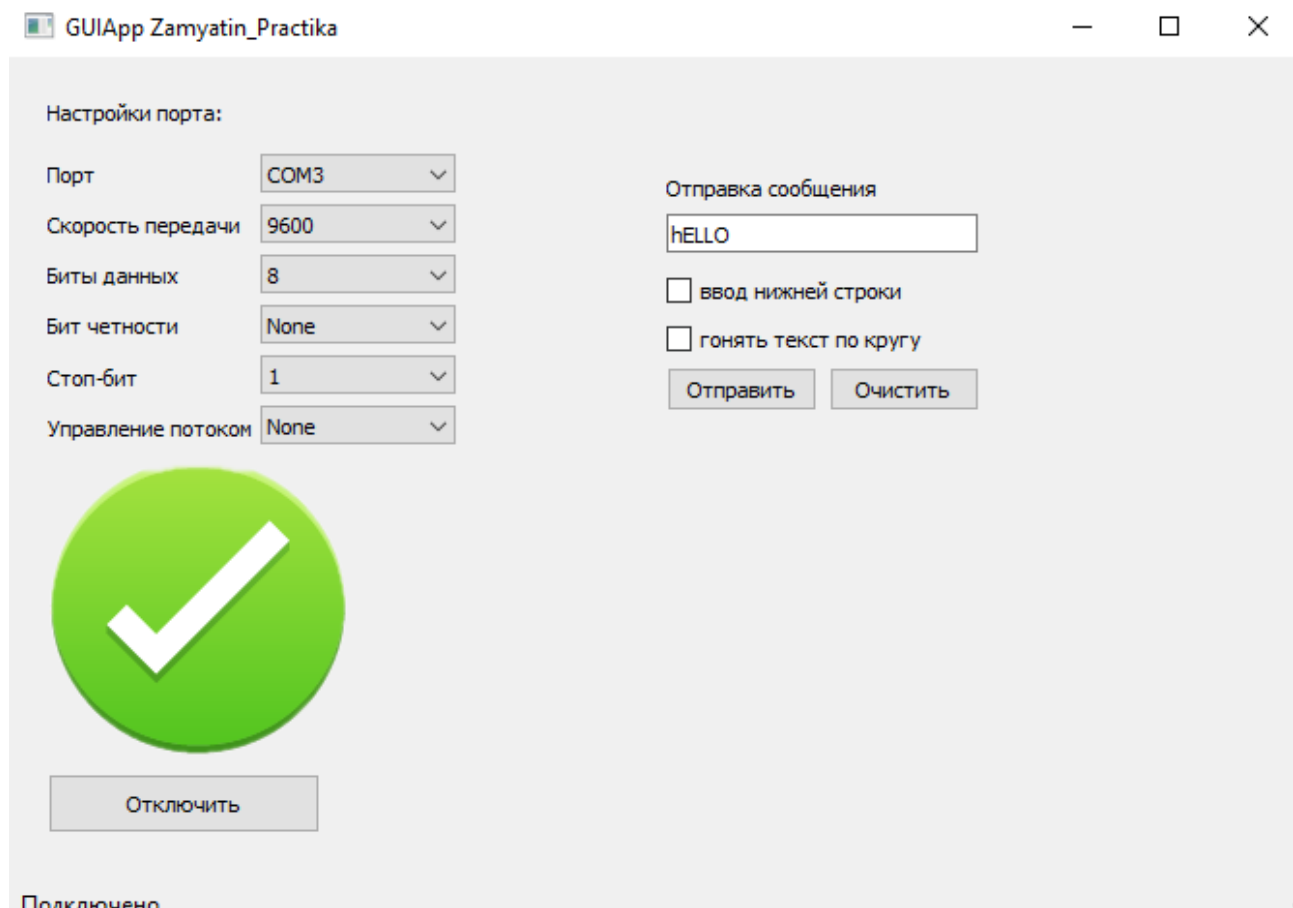 GUIApp Zamyatin_Practika
Настройки порта:
Порт COM3
Скорость передачи 9600
Биты данных 8
Бит четности None
Стоп-бит 1
Управление потоком None
Отключить
Отправка сообщения
hELLO
ввод нижней строки
гонять текст по кругу
Отправить Очистить
Подключено